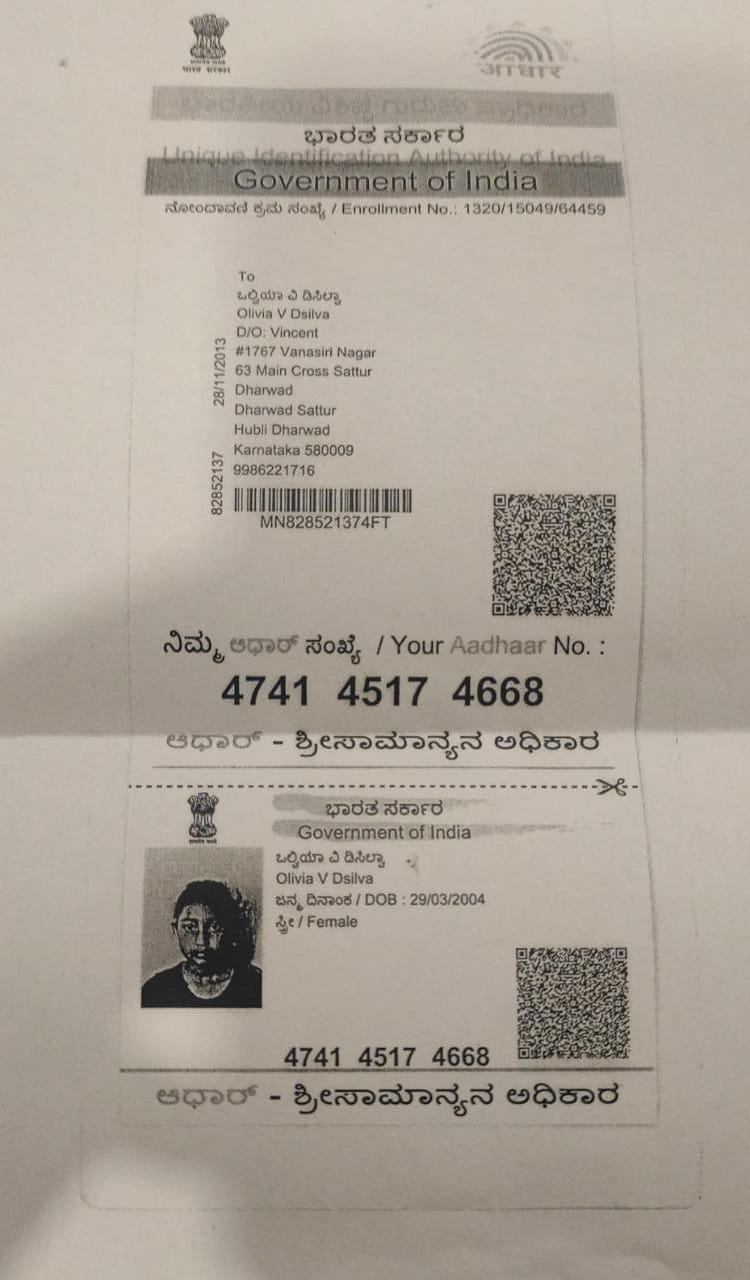 भारत सरकार
आधार
ಭಾರತ ಸರ್ಕಾರ
Unique Identification Authority of India
Government of India
ನೋಂದಾವಣಿ ಕ್ರಮ ಸಂಖ್ಯೆ / Enrollment No.: 1320/15049/64459
To
ಒಲ್ವಿಯಾ ವಿ ಡಿಸಿಲ್ವಾ
Olivia V Dsilva
D/O: Vincent
#1767 Vanasiri Nagar
63 Main Cross Sattur
Dharwad
Dharwad Sattur
Hubli Dharwad
Karnataka 580009
9986221716
28/11/2013
82852137
MN828521374FT
ನಿಮ್ಮ ಆಧಾರ್ ಸಂಖ್ಯೆ / Your Aadhaar No. :
4741 4517 4668
ಆಧಾರ್ - ಶ್ರೀಸಾಮಾನ್ಯನ ಅಧಿಕಾರ
ಭಾರತ ಸರ್ಕಾರ
Government of India
ಒಲ್ವಿಯಾ ವಿ ಡಿಸಿಲ್ವಾ
Olivia V Dsilva
ಜನ್ಮ ದಿನಾಂಕ / DOB : 29/03/2004
ಸ್ತ್ರೀ / Female
4741 4517 4668
ಆಧಾರ್ - ಶ್ರೀಸಾಮಾನ್ಯನ ಅಧಿಕಾರ